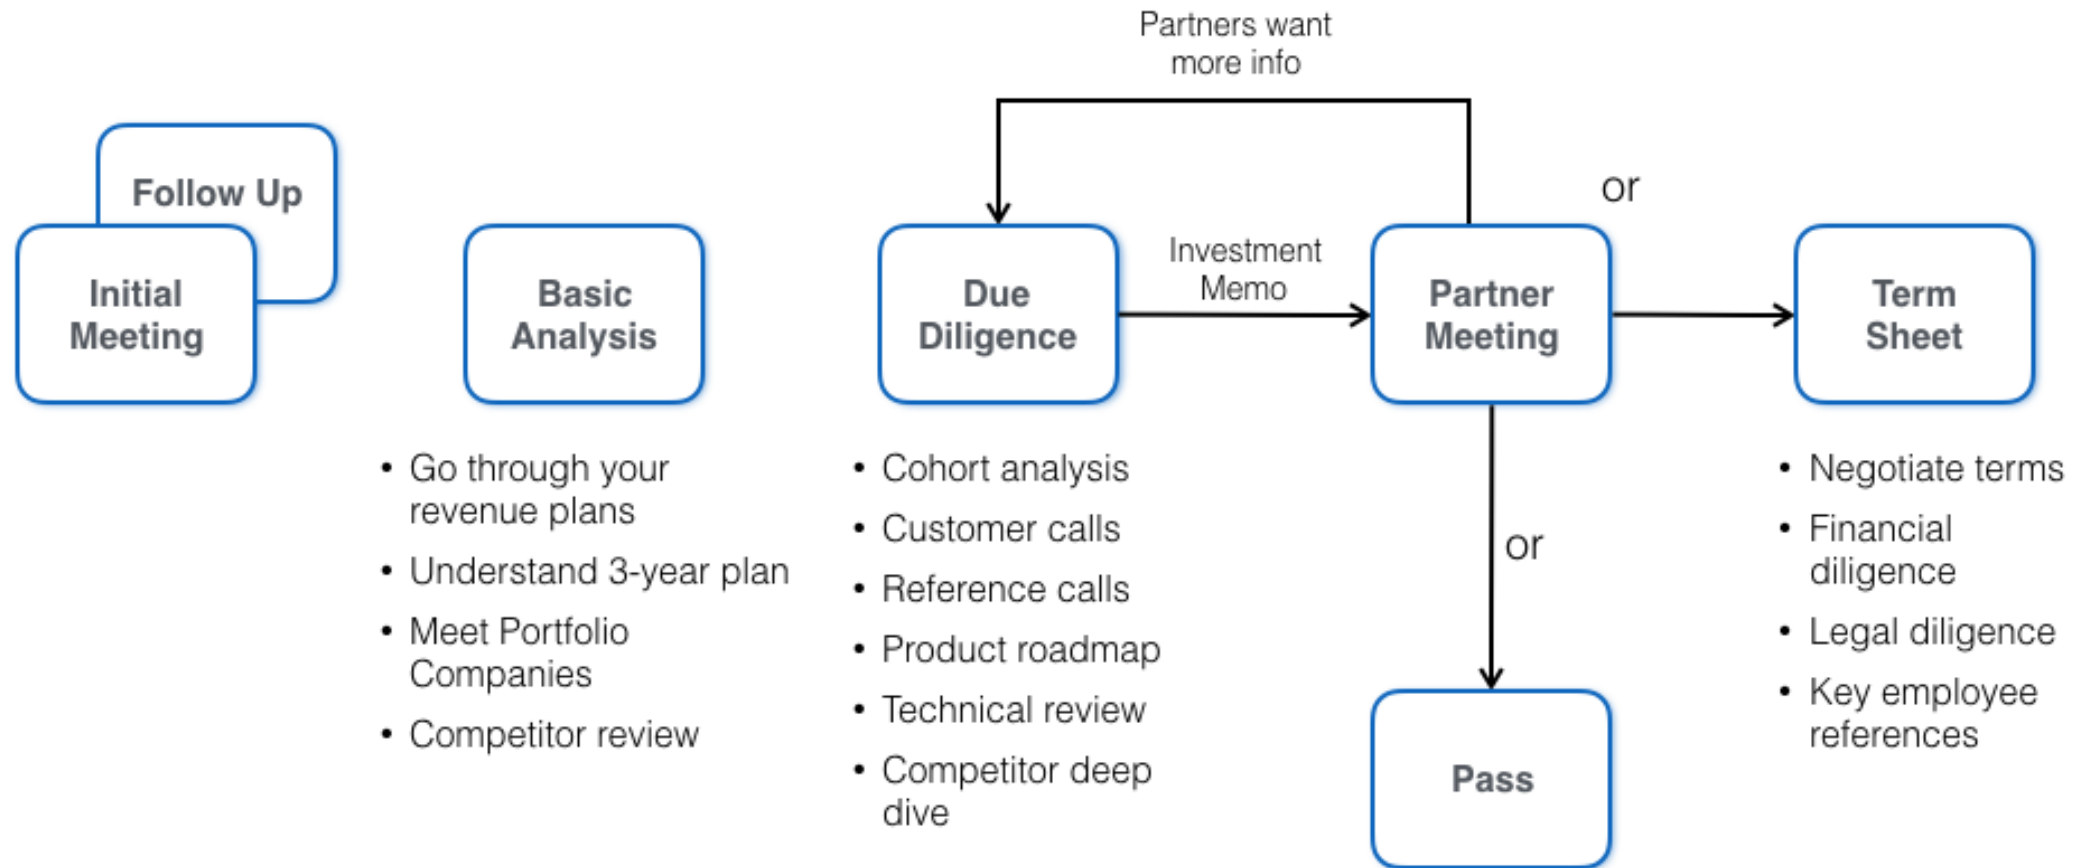 Partners want
more info
Follow Up
or
Initial
Meeting
Basic
Analysis
Due
Diligence
Investment
Memo
Partner
Meeting
Term
Sheet
• Go through your
revenue plans
• Understand 3-year plan
• Meet Portfolio
Companies
• Competitor review
• Cohort analysis
• Customer calls
• Reference calls
• Product roadmap
• Technical review
• Competitor deep
dive
or
Pass
• Negotiate terms
• Financial
diligence
• Legal diligence
• Key employee
references